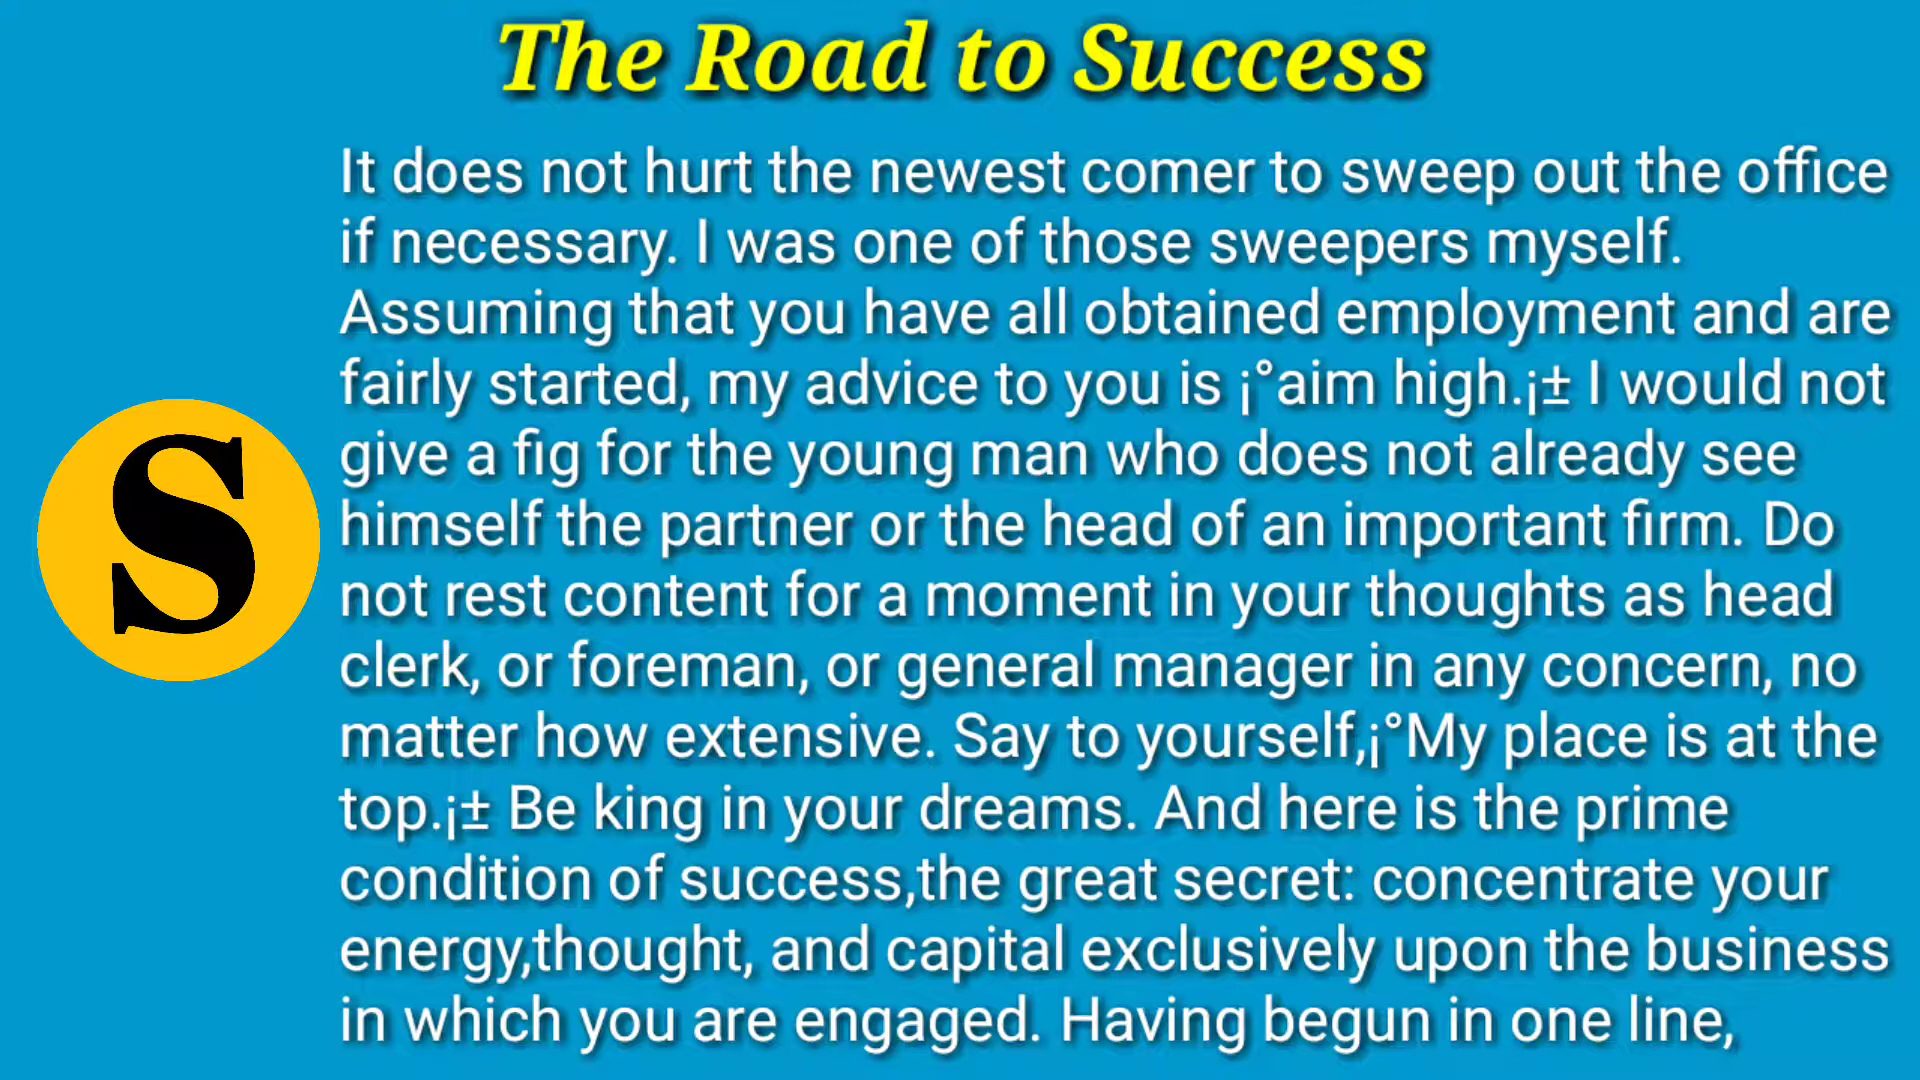 The Road to Success
It does not hurt the newest comer to sweep out the office
if necessary. I was one of those sweepers myself.
Assuming that you have all obtained employment and are
fairly started, my advice to you is ¡°aim high.¡± I would not
give a fig for the young man who does not already see
himself the partner or the head of an important firm. Do
not rest content for a moment in your thoughts as head
clerk, or foreman, or general manager in any concern, no
matter how extensive. Say to yourself,¡°My place is at the
top.¡± Be king in your dreams. And here is the prime
condition of success,the great secret: concentrate your
energy,thought, and capital exclusively upon the business
in which you are engaged. Having begun in one line,
S